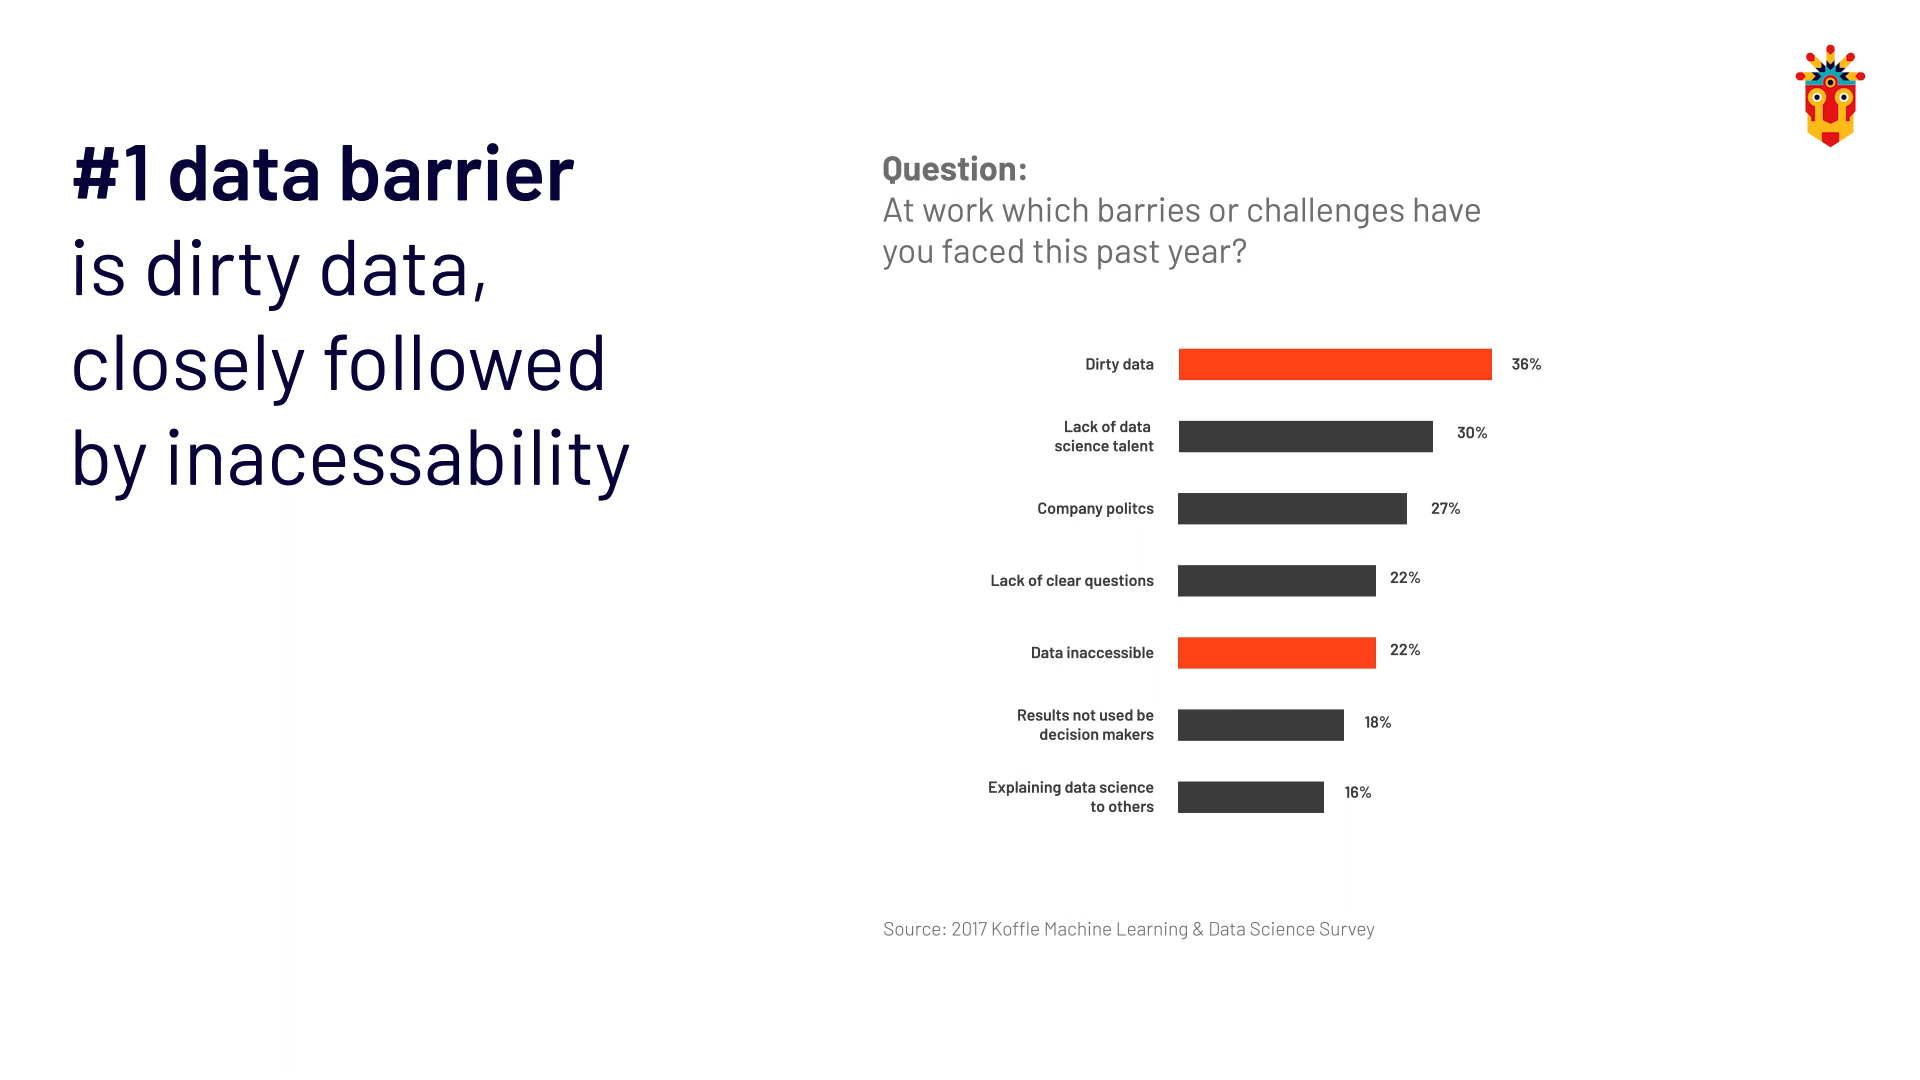 #1 data barrier
is dirty data,
closely followed
by inacessability
Question:
At work which barries or challenges have
you faced this past year?
Dirty data
36%
Lack of data
science talent
30%
Company politcs
27%
Lack of clear questions
22%
Data inaccessible
22%
Results not used be
decision makers
18%
Explaining data science
to others
16%
Source: 2017 Koffle Machine Learning & Data Science Survey